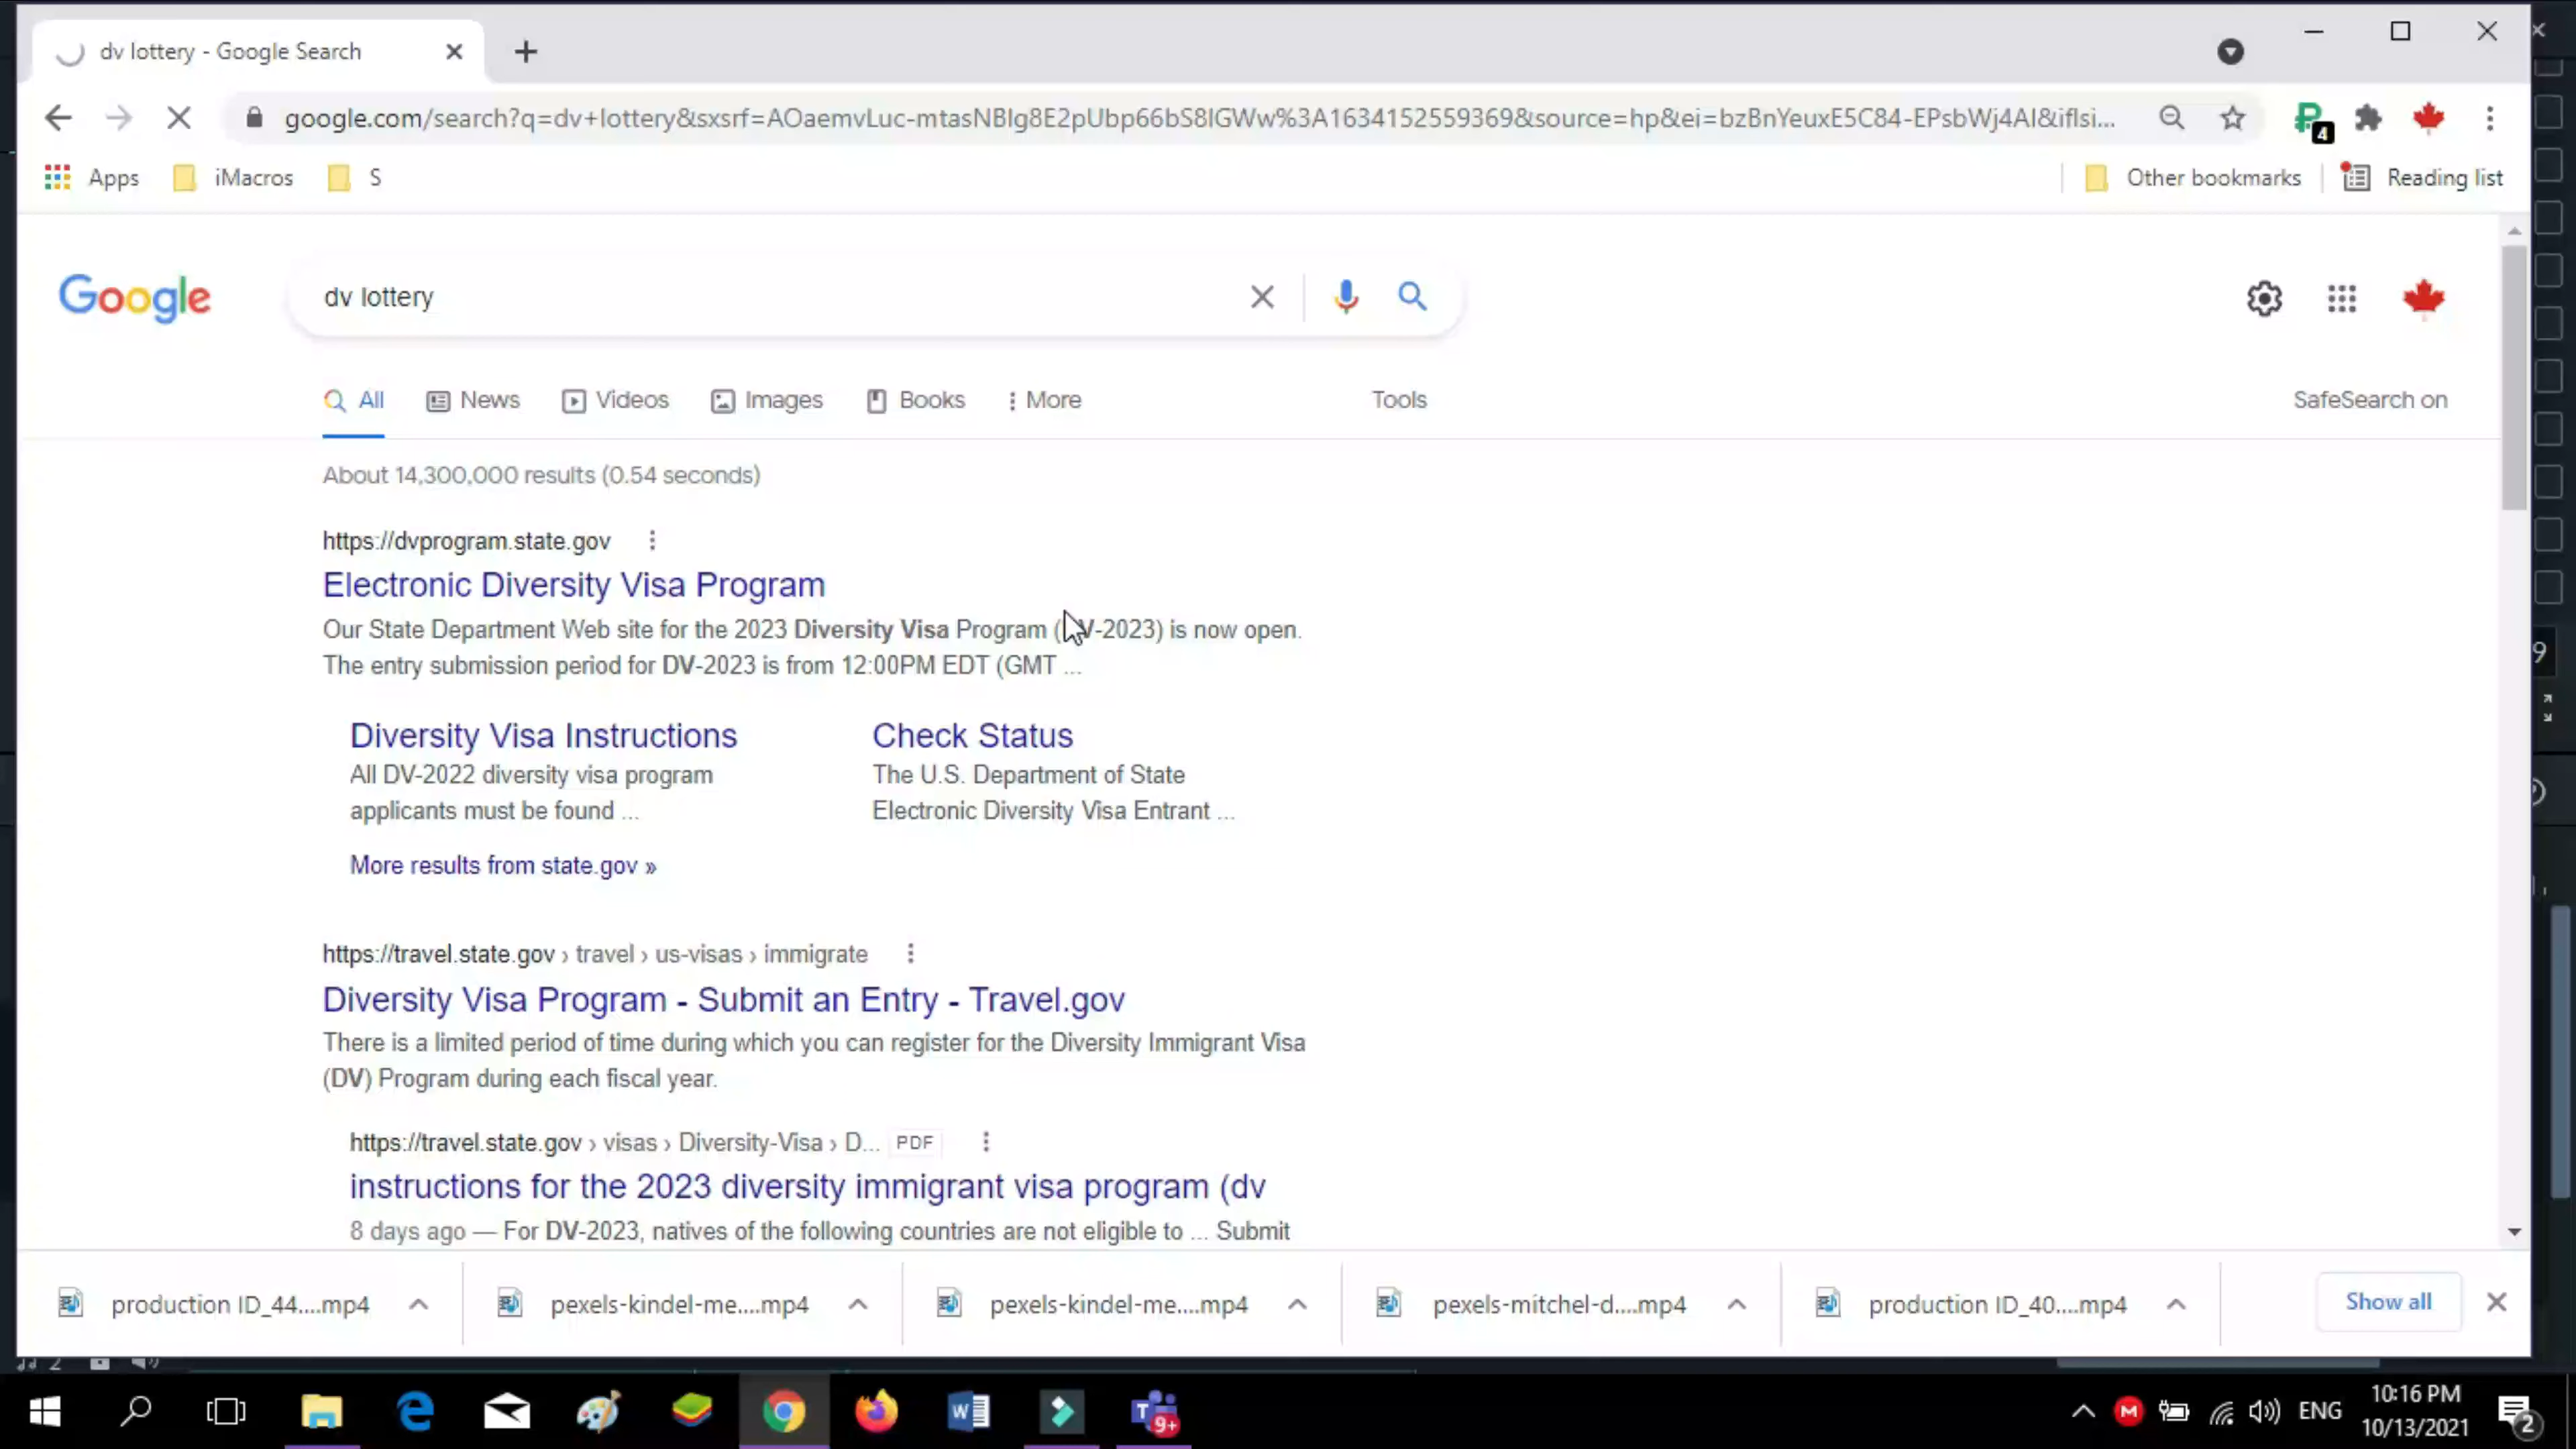 dv lottery - Google Search
google.com/search?q=dv+lottery&sxsrf=AOaemvLuc-mtasNBIg8E2pUbp66bS8IGWw%3A1634152559369&source=hp&ei=bzBnYeuxE5C84-EPsbWj4AI&iflsi...
4
Apps iMacros S Other bookmarks Reading list
Google dv lottery
All News Videos Images Books More Tools SafeSearch on
About 14,300,000 results (0.54 seconds)
https://dvprogram.state.gov
Electronic Diversity Visa Program
Our State Department Web site for the 2023 Diversity Visa Program (DV-2023) is now open.
The entry submission period for DV-2023 is from 12:00PM EDT (GMT ...
Diversity Visa Instructions
All DV-2022 diversity visa program
applicants must be found ...
Check Status
The U.S. Department of State
Electronic Diversity Visa Entrant ...
More results from state.gov »
https://travel.state.gov › travel › us-visas › immigrate
Diversity Visa Program - Submit an Entry - Travel.gov
There is a limited period of time during which you can register for the Diversity Immigrant Visa
(DV) Program during each fiscal year.
https://travel.state.gov › visas › Diversity-Visa › D... PDF
instructions for the 2023 diversity immigrant visa program (dv
8 days ago — For DV-2023, natives of the following countries are not eligible to ... Submit
production ID_44....mp4 pexels-kindel-me....mp4 pexels-kindel-me....mp4 pexels-mitchel-d....mp4 production ID_40....mp4 Show all
9
2
9+
ENG
10:16 PM
10/13/2021
2